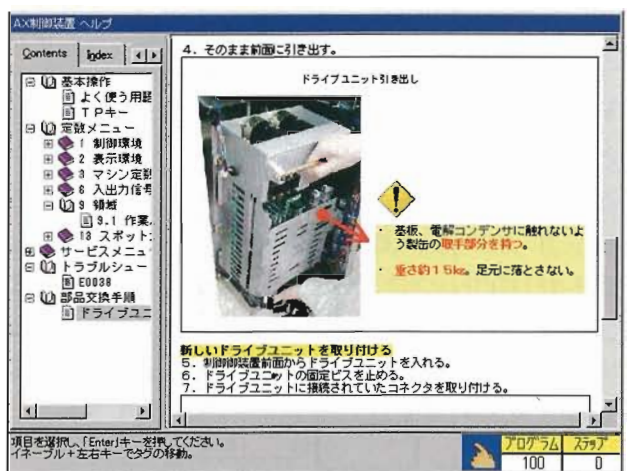 AX制御装置 ヘルプ
Contents
Index
基本操作
よく使う用語
TPキー
定数メニュー
1 制御環境
2 表示環境
3 マシン定数
6 入出力信号
9 領域
9.1 作業
13 スポット
サービスメニュー
トラブルシュー
E0038
部品交換手順
ドライブユニ
4. そのまま前面に引き出す。
ドライブユニット引き出し
・ 基板、電解コンデンサに触れないよ
う製缶の取手部分を持つ。
・ 重さ約15kg。足元に落とさない。
新しいドライブユニットを取り付ける
5. 制御御装置前面からドライブユニットを入れる。
6. ドライブユニットの固定ビスを止める。
7. ドライブユニットに接続されていたコネクタを取り付ける。
項目を選択し、「Enter」キーを押してください。
イネーブル+左右キーでタグの移動。
プログラム
ステップ
100
0